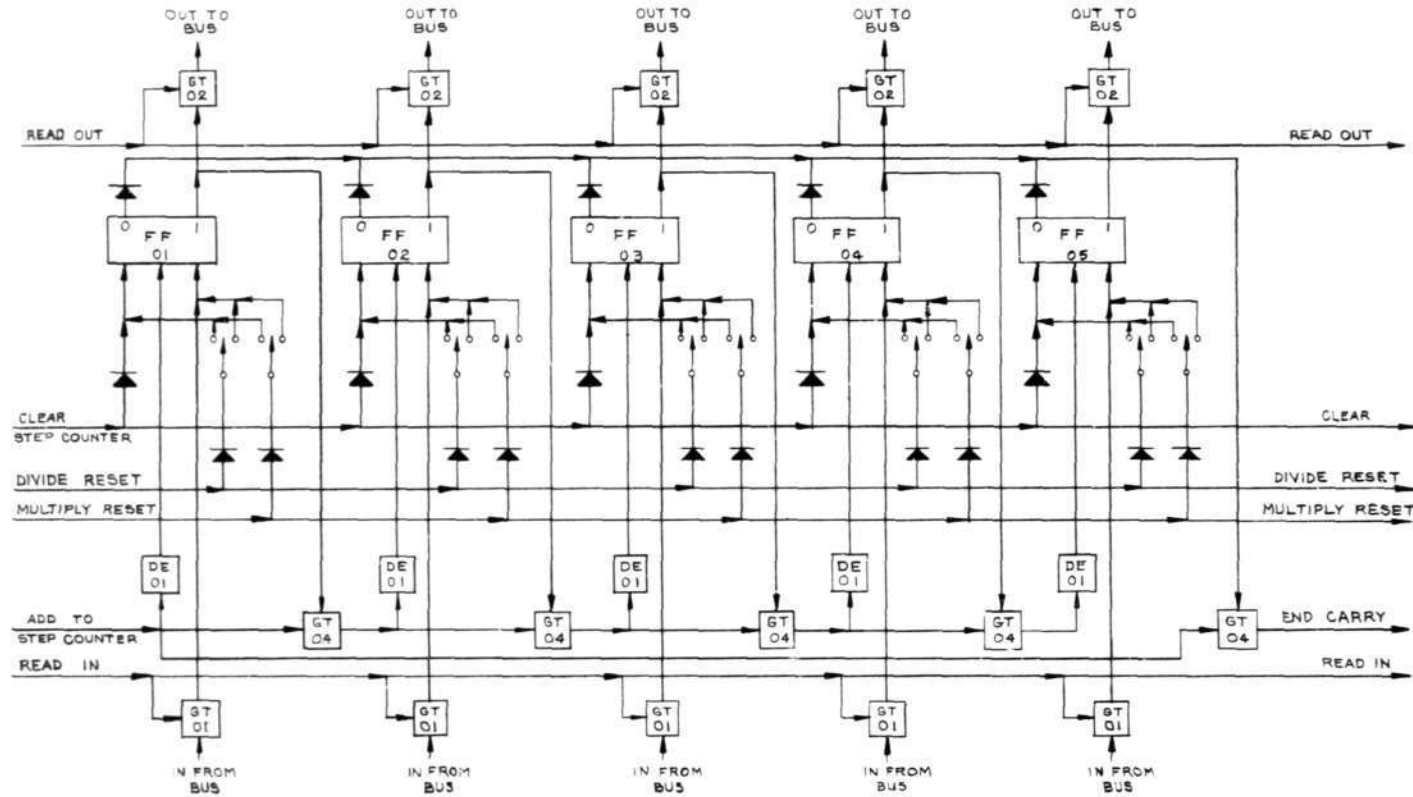 OUT TO
BUS
OUT TO
BUS
OUT TO
BUS
OUT TO
BUS
OUT TO
BUS
GT
02
GT
02
GT
02
GT
02
GT
02
READ OUT
READ OUT
0 1
FF
01
0 1
FF
02
0 1
FF
03
0 1
FF
04
0 1
FF
05
CLEAR
STEP COUNTER
CLEAR
DIVIDE RESET
DIVIDE RESET
MULTIPLY RESET
MULTIPLY RESET
DE
01
DE
01
DE
01
DE
01
DE
01
ADD TO
STEP COUNTER
GT
04
GT
04
GT
04
GT
04
GT
04
END CARRY
READ IN
READ IN
GT
01
GT
01
GT
01
GT
01
GT
01
IN FROM
BUS
IN FROM
BUS
IN FROM
BUS
IN FROM
BUS
IN FROM
BUS